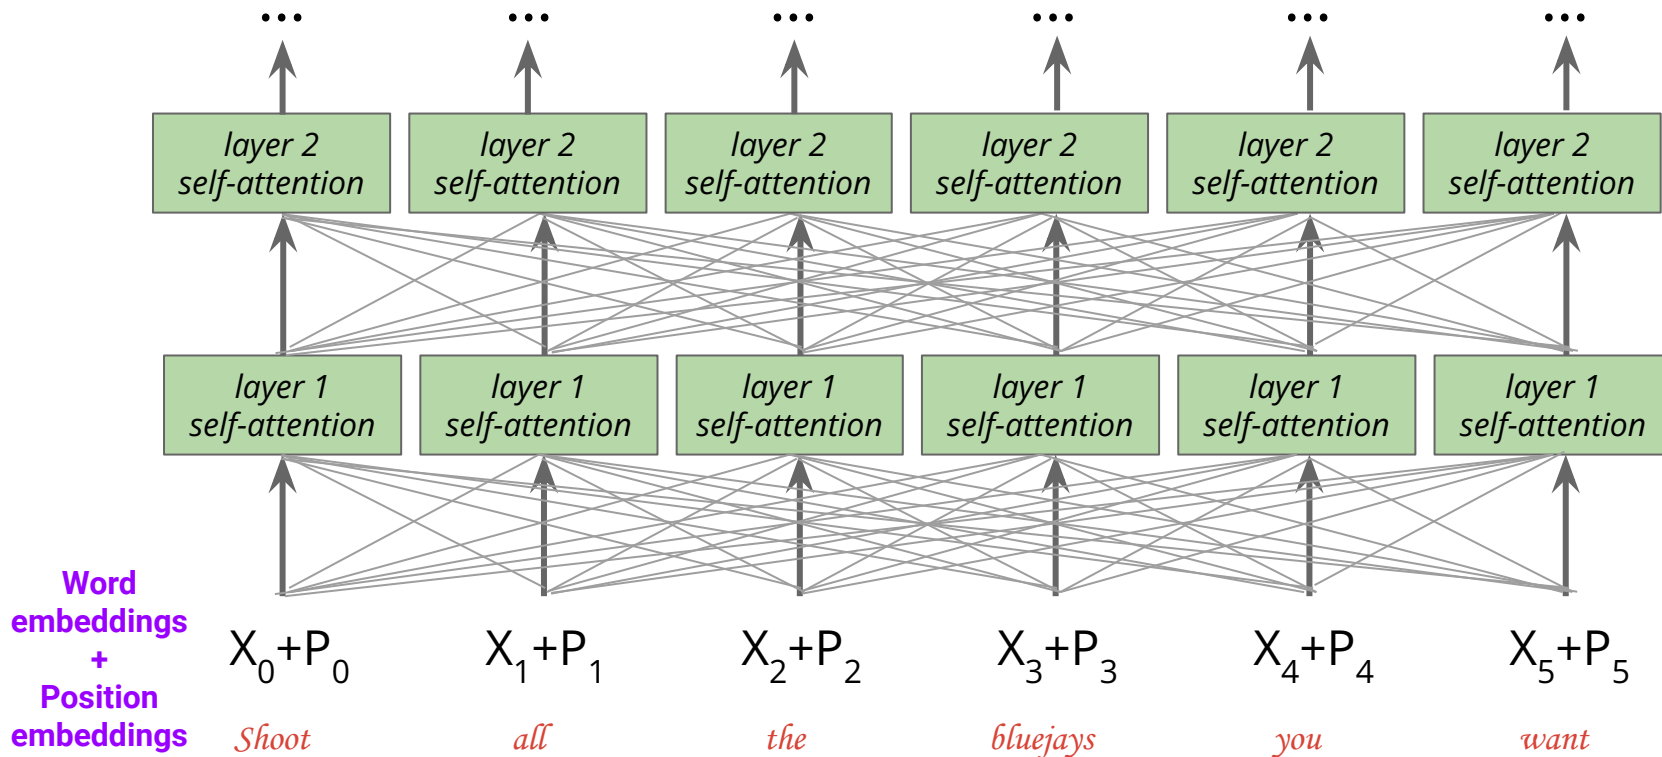 ... ... ... ... ... ...
layer 2 self-attention layer 2 self-attention layer 2 self-attention layer 2 self-attention layer 2 self-attention layer 2 self-attention
layer 1 self-attention layer 1 self-attention layer 1 self-attention layer 1 self-attention layer 1 self-attention layer 1 self-attention
Word
embeddings
+
Position
embeddings
X₀+P₀ X₁+P₁ X₂+P₂ X₃+P₃ X₄+P₄ X₅+P₅
Shoot all the bluejays you want